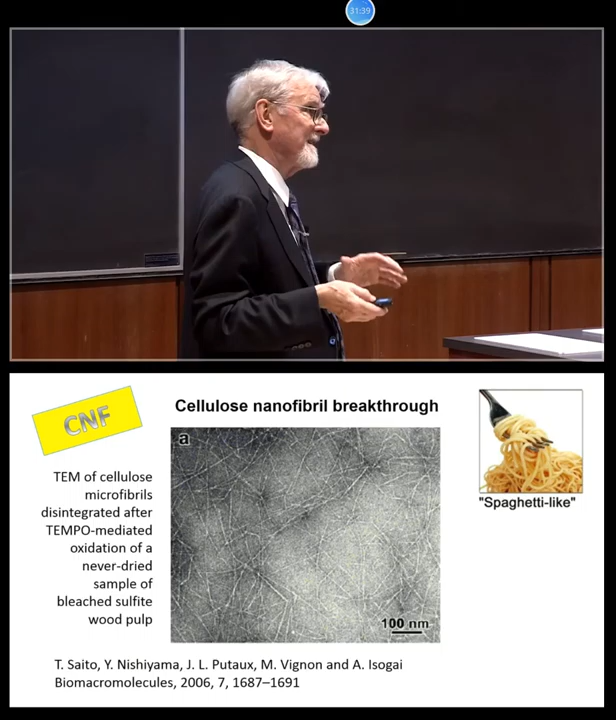 31:39
CNF
Cellulose nanofibril breakthrough
a
"Spaghetti-like"
TEM of cellulose
microfibrils
disintegrated after
TEMPO-mediated
oxidation of a
never-dried
sample of
bleached sulfite
wood pulp
100 nm
T. Saito, Y. Nishiyama, J. L. Putaux, M. Vignon and A. Isogai
Biomacromolecules, 2006, 7, 1687–1691